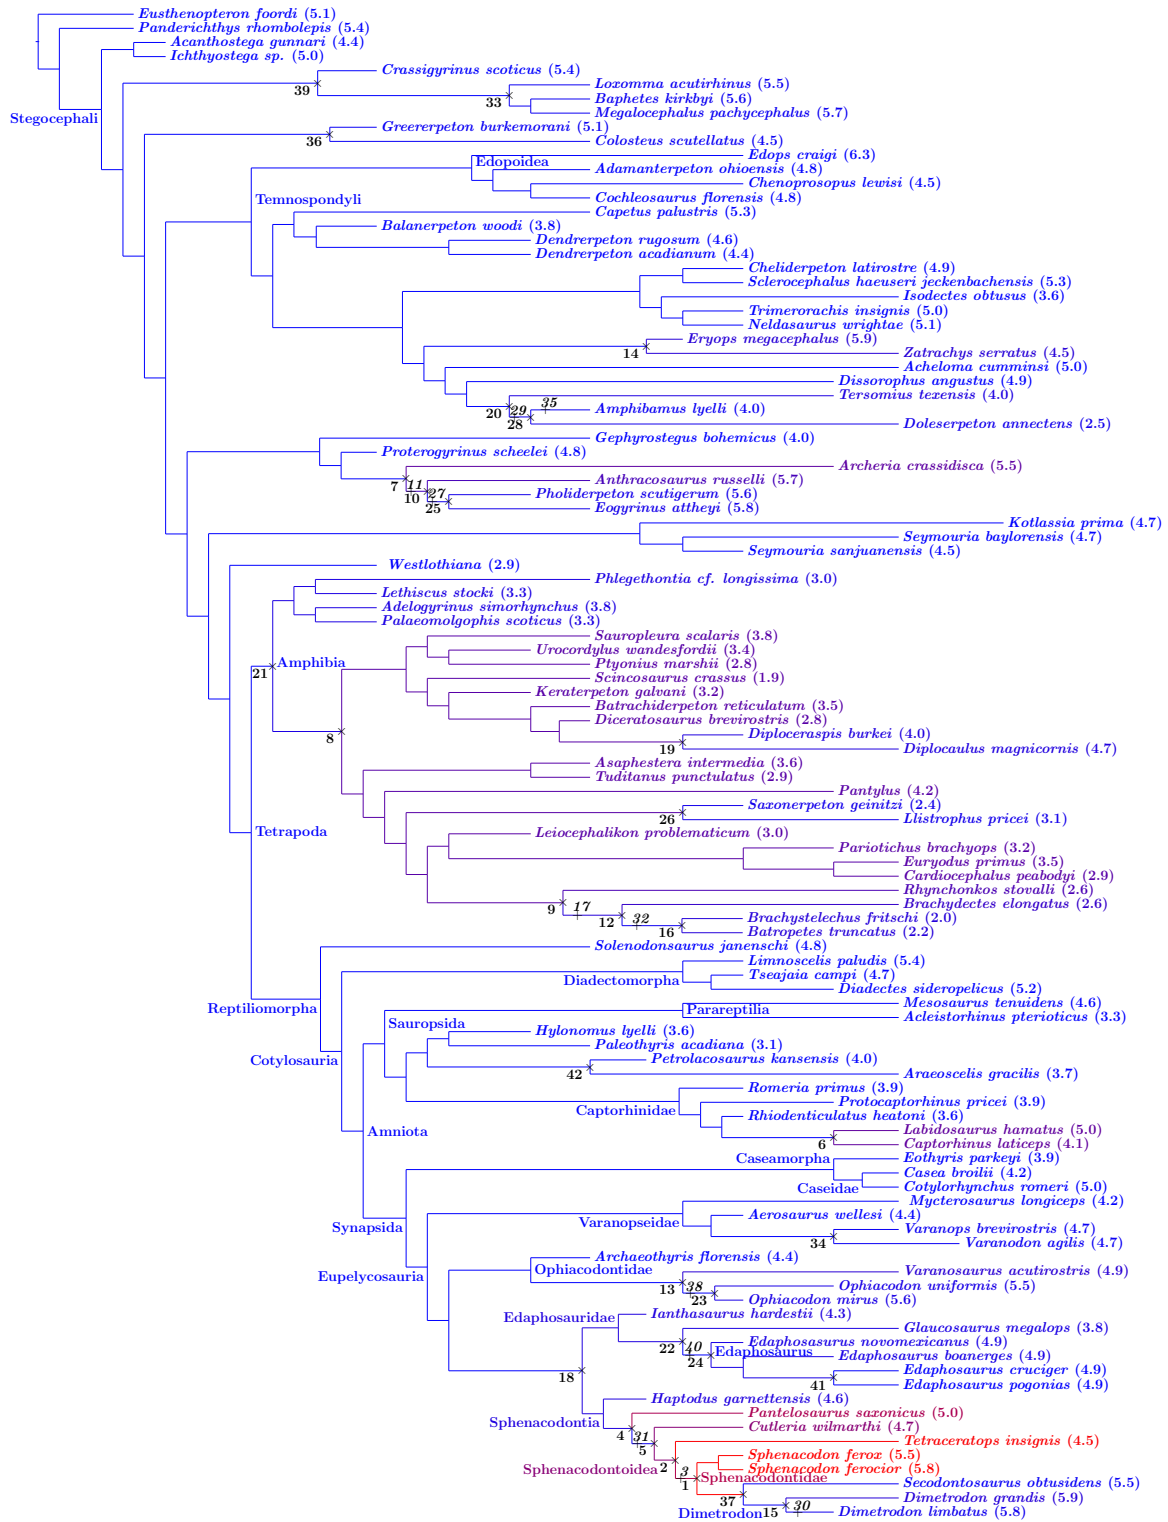 Eusthenopteron foordi (5.1)
Panderichthys rhombolepis (5.4)
Acanthostega gunnari (4.4)
Ichthyostega sp. (5.0)
Crassigyrinus scoticus (5.4)
39
Loxomma acutirhinus (5.5)
33
Baphetes kirkbyi (5.6)
Megalocephalus pachycephalus (5.7)
Stegocephali
Greererpeton burkemorani (5.1)
36
Colosteus scutellatus (4.5)
Edops craigi (6.3)
Edopoidea
Adamanterpeton ohioensis (4.8)
Chenoprosopus lewisi (4.5)
Temnospondyli
Cochleosaurus florensis (4.8)
Capetus palustris (5.3)
Balanerpeton woodi (3.8)
Dendrerpeton rugosum (4.6)
Dendrerpeton acadianum (4.4)
Cheliderpeton latirostre (4.9)
Sclerocephalus haeuseri jeckenbachensis (5.3)
Isodectes obtusus (3.6)
Trimerorachis insignis (5.0)
Neldasaurus wrightae (5.1)
Eryops megacephalus (5.9)
14
Zatrachys serratus (4.5)
Acheloma cumminsi (5.0)
Dissorophus angustus (4.9)
Tersomius texensis (4.0)
20 29 35
Amphibamus lyelli (4.0)
28
Doleserpeton annectens (2.5)
Gephyrostegus bohemicus (4.0)
Proterogyrinus scheelei (4.8)
Archeria crassidisca (5.5)
7 11
Anthracosaurus russelli (5.7)
10 27
Pholiderpeton scutigerum (5.6)
25
Eogyrinus attheyi (5.8)
Kotlassia prima (4.7)
Seymouria baylorensis (4.7)
Seymouria sanjuanensis (4.5)
Westlothiana (2.9)
Phlegethontia cf. longissima (3.0)
Lethiscus stocki (3.3)
Adelogyrinus simorhynchus (3.8)
Palaeomolgophis scoticus (3.3)
Sauropleura scalaris (3.8)
Urocordylus wandesfordii (3.4)
21 Amphibia
Ptyonius marshii (2.8)
Scincosaurus crassus (1.9)
Keraterpeton galvani (3.2)
Batrachiderpeton reticulatum (3.5)
Diceratosaurus brevirostris (2.8)
8
Diploceraspis burkei (4.0)
19
Diplocaulus magnicornis (4.7)
Asaphestera intermedia (3.6)
Tuditanus punctulatus (2.9)
Pantylus (4.2)
Saxonerpeton geinitzi (2.4)
26
Llistrophus pricei (3.1)
Tetrapoda
Leiocephalikon problematicum (3.0)
Pariotichus brachyops (3.2)
Euryodus primus (3.5)
Cardiocephalus peabodyi (2.9)
Rhynchonkos stovalli (2.6)
9 17
Brachydectes elongatus (2.6)
12 32
Brachystelechus fritschi (2.0)
16
Batropetes truncatus (2.2)
Solenodonsaurus janenschi (4.8)
Limnoscelis paludis (5.4)
Diadectomorpha
Tseajaia campi (4.7)
Diadectes sideropelicus (5.2)
Reptiliomorpha
Mesosaurus tenuidens (4.6)
Parareptilia
Acleistorhinus pterioticus (3.3)
Sauropsida
Hylonomus lyelli (3.6)
Paleothyris acadiana (3.1)
Cotylosauria
Petrolacosaurus kansensis (4.0)
42
Araeoscelis gracilis (3.7)
Romeria primus (3.9)
Protocaptorhinus pricei (3.9)
Captorhinidae
Rhiodenticulatus heatoni (3.6)
Amniota
Labidosaurus hamatus (5.0)
6
Captorhinus laticeps (4.1)
Caseamorpha
Eothyris parkeyi (3.9)
Casea broilii (4.2)
Caseidae
Cotylorhynchus romeri (5.0)
Mycterosaurus longiceps (4.2)
Synapsida
Varanopseidae
Aerosaurus wellesi (4.4)
Varanops brevirostris (4.7)
34
Varanodon agilis (4.7)
Archaeothyris florensis (4.4)
Eupelycosauria
Ophiacodontidae
Varanosaurus acutirostris (4.9)
13 38
Ophiacodon uniformis (5.5)
23
Ophiacodon mirus (5.6)
Edaphosauridae
Ianthasaurus hardestii (4.3)
Glaucosaurus megalops (3.8)
22 40
Edaphosasurus novomexicanus (4.9)
24 Edaphosaurus
Edaphosaurus boanerges (4.9)
18
Edaphosaurus cruciger (4.9)
41
Edaphosaurus pogonias (4.9)
Haptodus garnettensis (4.6)
Pantelosaurus saxonicus (5.0)
Sphenacodontia
Cutleria wilmarthi (4.7)
4 31
5
Tetraceratops insignis (4.5)
Sphenacodon ferox (5.5)
Sphenacodontoidea 2
Sphenacodon ferocior (5.8)
3 Sphenacodontidae
1
Secodontosaurus obtusidens (5.5)
37
Dimetrodon grandis (5.9)
Dimetrodon 15 30
Dimetrodon limbatus (5.8)